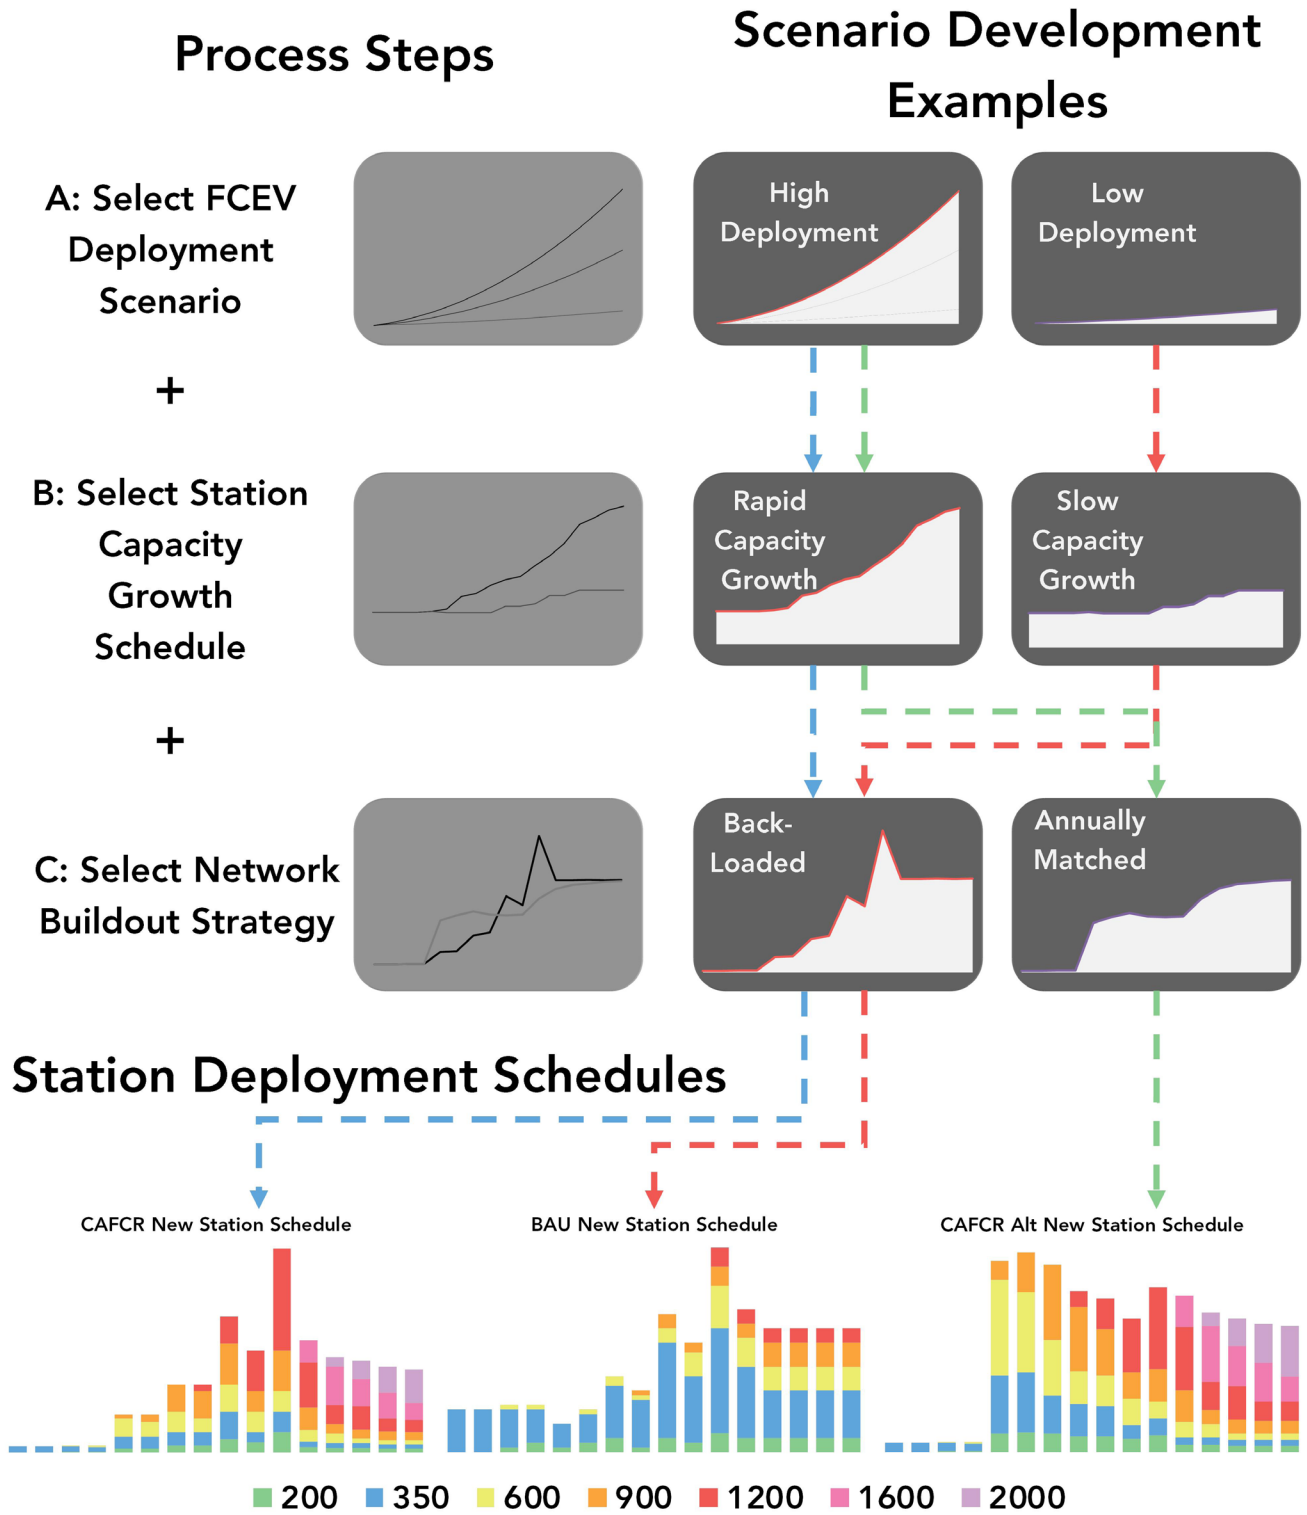 Process Steps
Scenario Development
Examples
A: Select FCEV
Deployment
Scenario
High
Deployment
Low
Deployment
+
B: Select Station
Capacity
Growth
Schedule
Rapid
Capacity
Growth
Slow
Capacity
Growth
+
C: Select Network
Buildout Strategy
Back-
Loaded
Annually
Matched
Station Deployment Schedules
CAFCR New Station Schedule
BAU New Station Schedule
CAFCR Alt New Station Schedule
200 350 600 900 1200 1600 2000